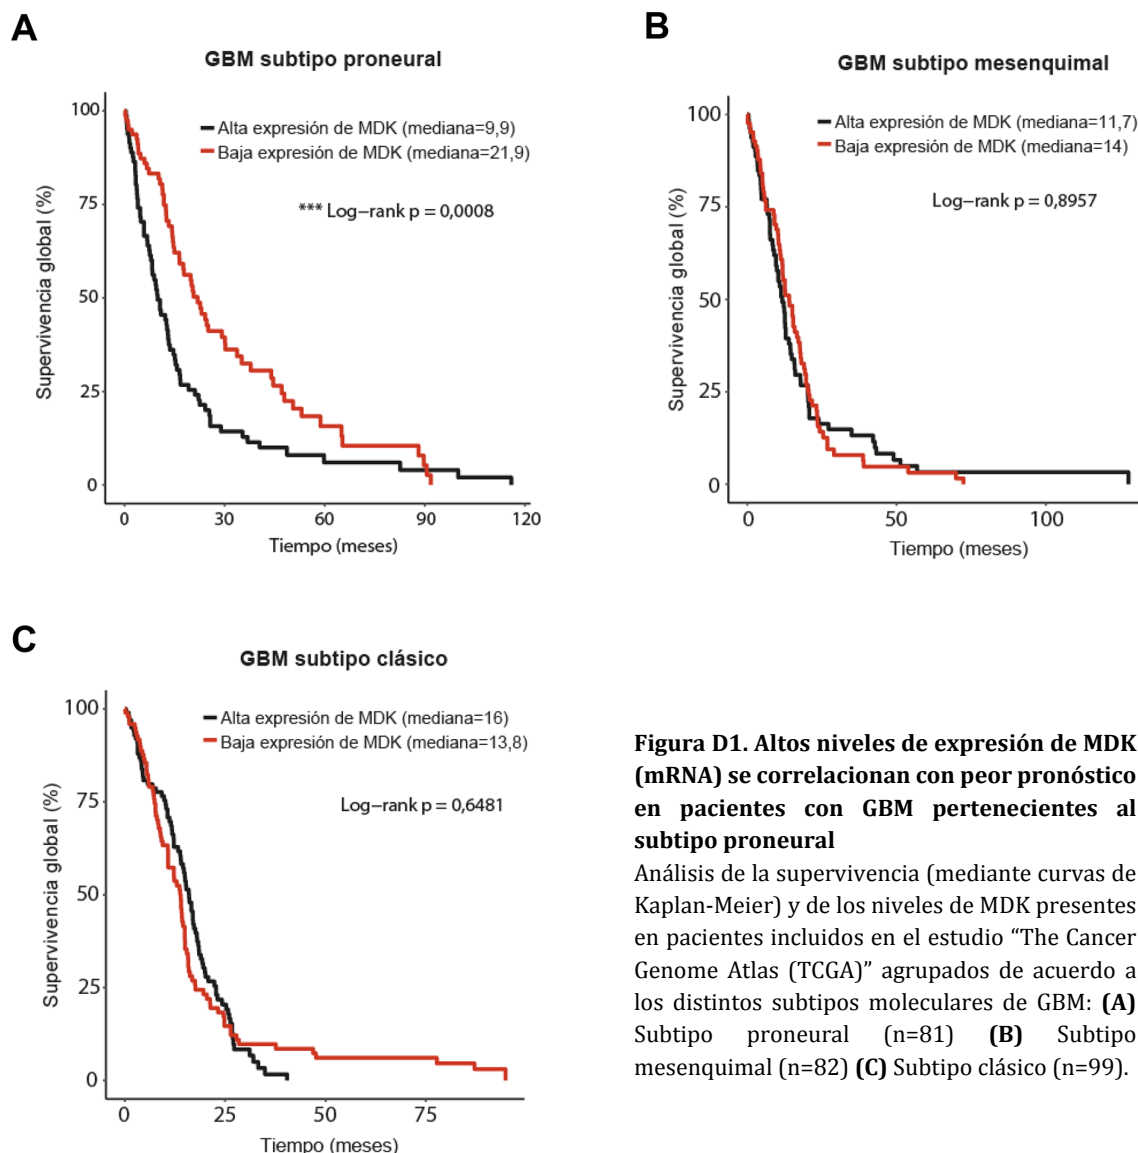 A
GBM subtipo proneural
100
75
50
25
0
Supervivencia global (%)
Alta expresión de MDK (mediana=9,9)
Baja expresión de MDK (mediana=21,9)
*** Log−rank p = 0,0008
0 30 60 90 120
Tiempo (meses)
B
GBM subtipo mesenquimal
100
75
50
25
0
Supervivencia global (%)
Alta expresión de MDK (mediana=11,7)
Baja expresión de MDK (mediana=14)
Log−rank p = 0,8957
0 50 100
Tiempo (meses)
C
GBM subtipo clásico
100
75
50
25
0
Supervivencia global (%)
Alta expresión de MDK (mediana=16)
Baja expresión de MDK (mediana=13,8)
Log−rank p = 0,6481
0 25 50 75
Tiempo (meses)
Figura D1. Altos niveles de expresión de MDK
(mRNA) se correlacionan con peor pronóstico
en pacientes con GBM pertenecientes al
subtipo proneural
Análisis de la supervivencia (mediante curvas de
Kaplan-Meier) y de los niveles de MDK presentes
en pacientes incluidos en el estudio “The Cancer
Genome Atlas (TCGA)” agrupados de acuerdo a
los distintos subtipos moleculares de GBM: (A)
Subtipo proneural (n=81) (B) Subtipo
mesenquimal (n=82) (C) Subtipo clásico (n=99).